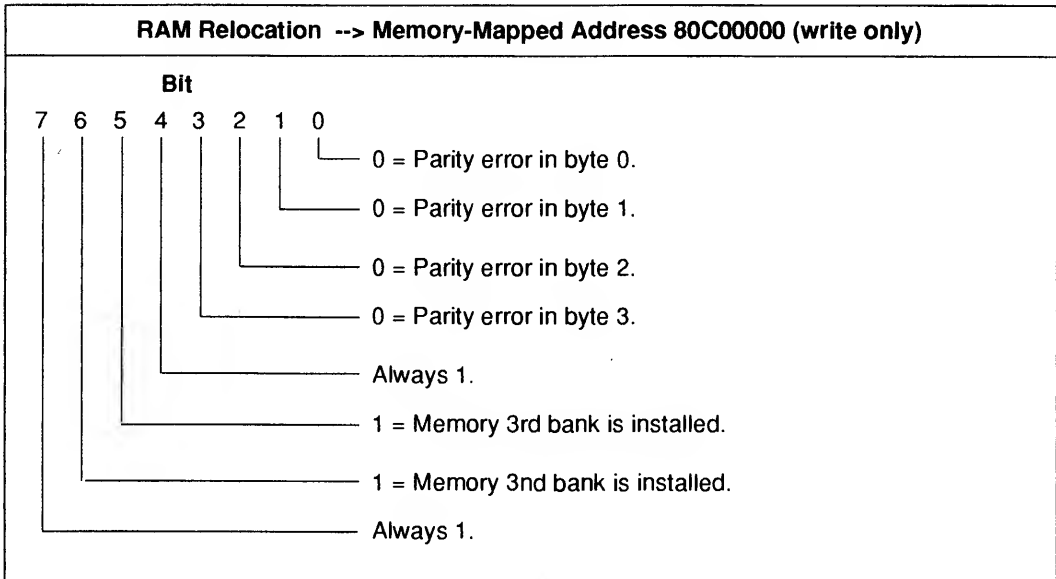 RAM Relocation --> Memory-Mapped Address 80C00000 (write only)
Bit
7 6 5 4 3 2 1 0
0 = Parity error in byte 0.
0 = Parity error in byte 1.
0 = Parity error in byte 2.
0 = Parity error in byte 3.
Always 1.
1 = Memory 3rd bank is installed.
1 = Memory 3nd bank is installed.
Always 1.